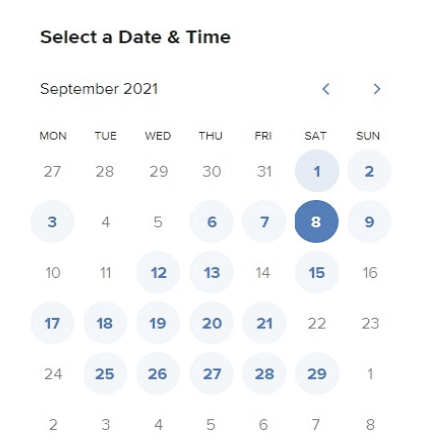 Select a Date & Time
September 2021
MON TUE WED THU FRI SAT SUN
27 28 29 30 31 1 2
3 4 5 6 7 8 9
10 11 12 13 14 15 16
17 18 19 20 21 22 23
24 25 26 27 28 29 1
2 3 4 5 6 7 8